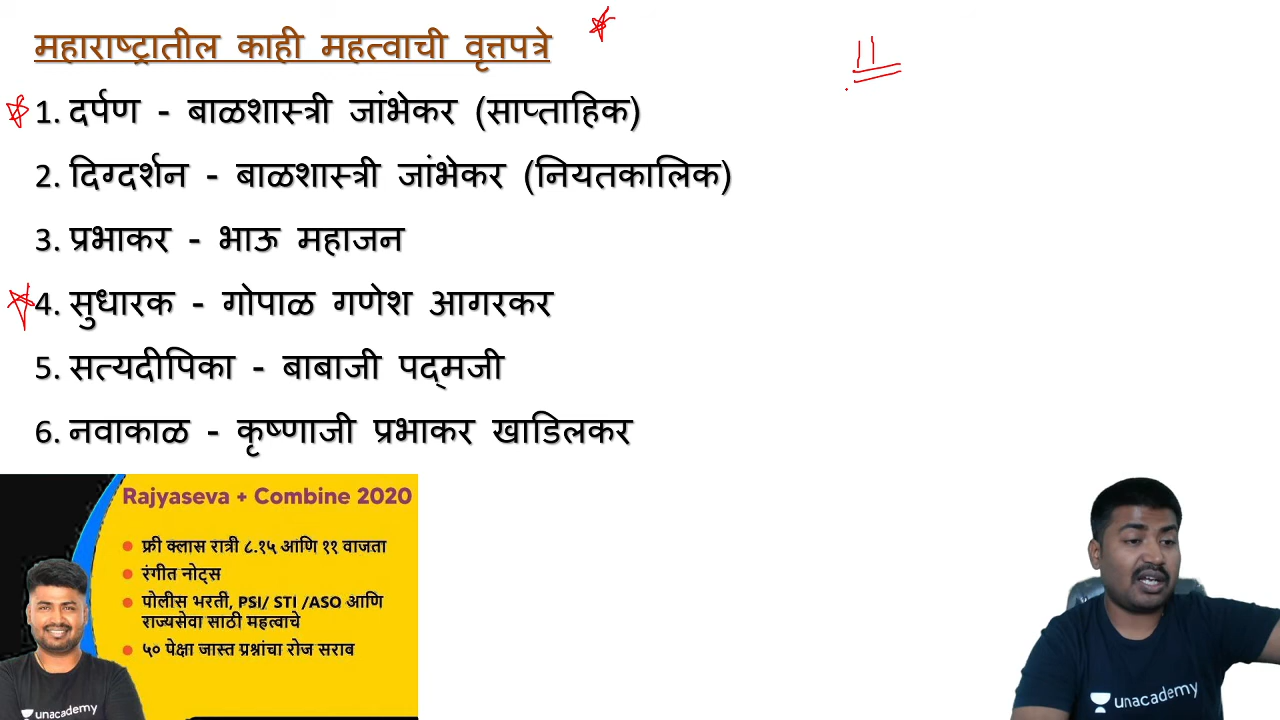 महाराष्ट्रातील काही महत्वाची वृत्तपत्रे
11
1. दर्पण - बाळशास्त्री जांभेकर (साप्ताहिक)
2. दिग्दर्शन - बाळशास्त्री जांभेकर (नियतकालिक)
3. प्रभाकर - भाऊ महाजन
4. सुधारक - गोपाळ गणेश आगरकर
5. सत्यदीपिका - बाबाजी पद्मजी
6. नवाकाळ - कृष्णाजी प्रभाकर खाडिलकर
Rajyaseva + Combine 2020
फ्री क्लास रात्री ८.१५ आणि ११ वाजता
रंगीत नोट्स
पोलीस भरती, PSI/ STI /ASO आणि
राज्यसेवा साठी महत्वाचे
५० पेक्षा जास्त प्रश्नांचा रोज सराव
unacademy
unacademy